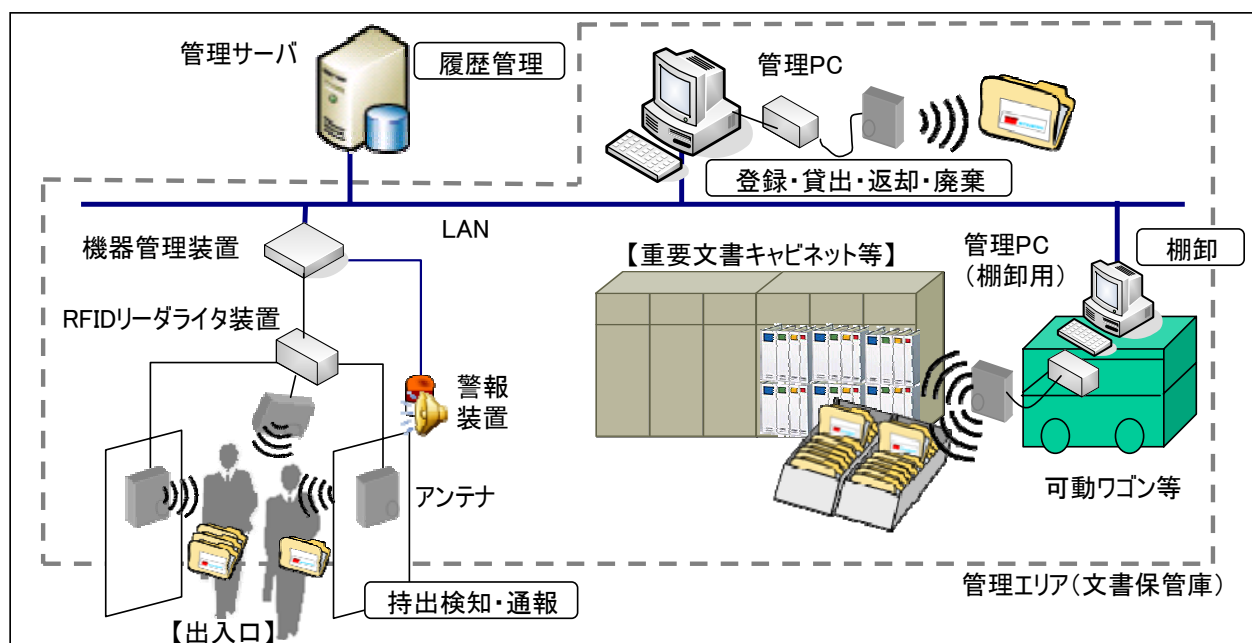 管理サーバ
履歴管理
管理PC
登録・貸出・返却・廃棄
LAN
機器管理装置
【重要文書キャビネット等】
管理PC
（棚卸用）
棚卸
RFIDリーダライタ装置
警報
装置
アンテナ
可動ワゴン等
持出検知・通報
管理エリア（文書保管庫）
【出入口】